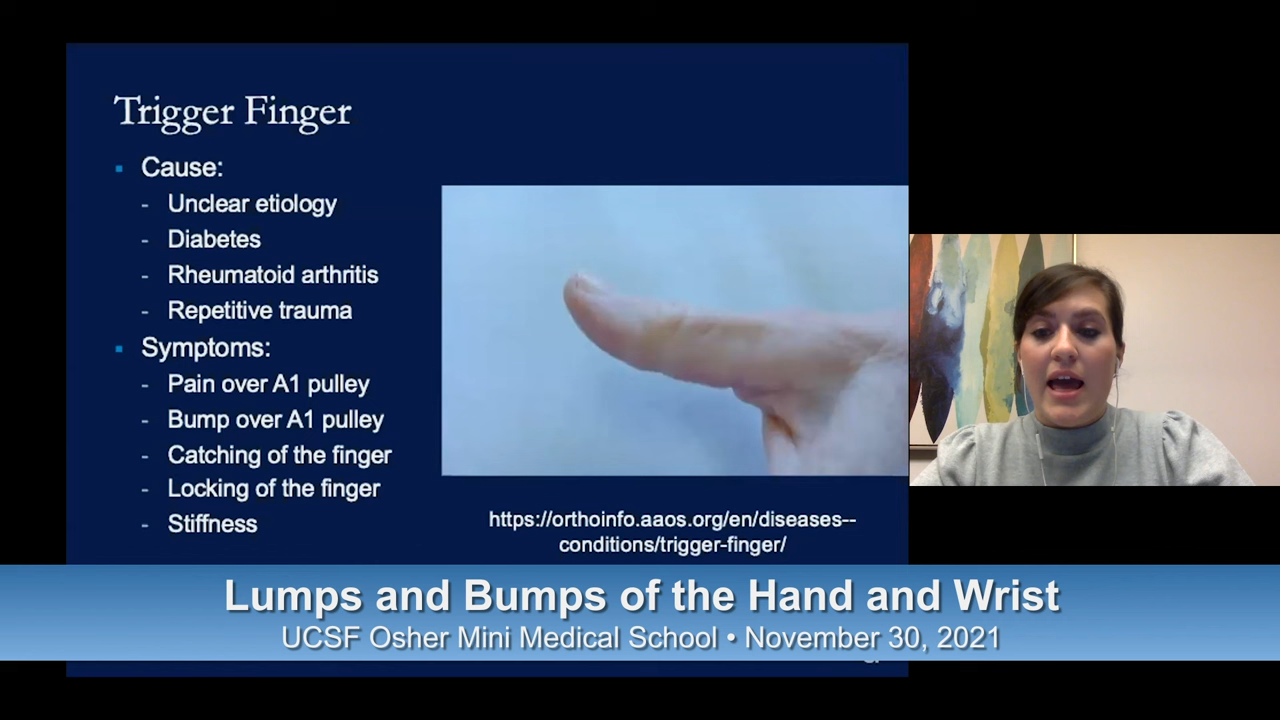 Trigger Finger
▪ Cause:
- Unclear etiology
- Diabetes
- Rheumatoid arthritis
- Repetitive trauma
▪ Symptoms:
- Pain over A1 pulley
- Bump over A1 pulley
- Catching of the finger
- Locking of the finger
- Stiffness
https://orthoinfo.aaos.org/en/diseases--
conditions/trigger-finger/
Lumps and Bumps of the Hand and Wrist
UCSF Osher Mini Medical School • November 30, 2021